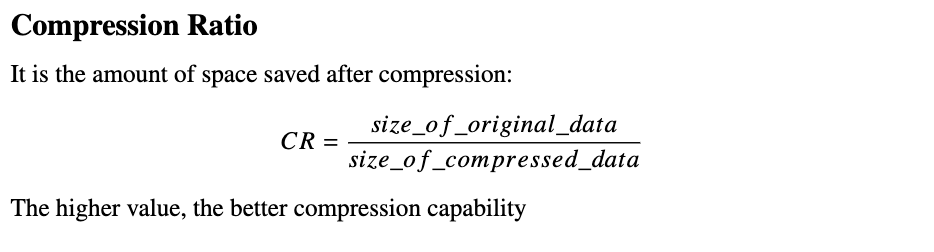 Compression Ratio
It is the amount of space saved after compression:
CR = size_of_original_data / size_of_compressed_data
The higher value, the better compression capability